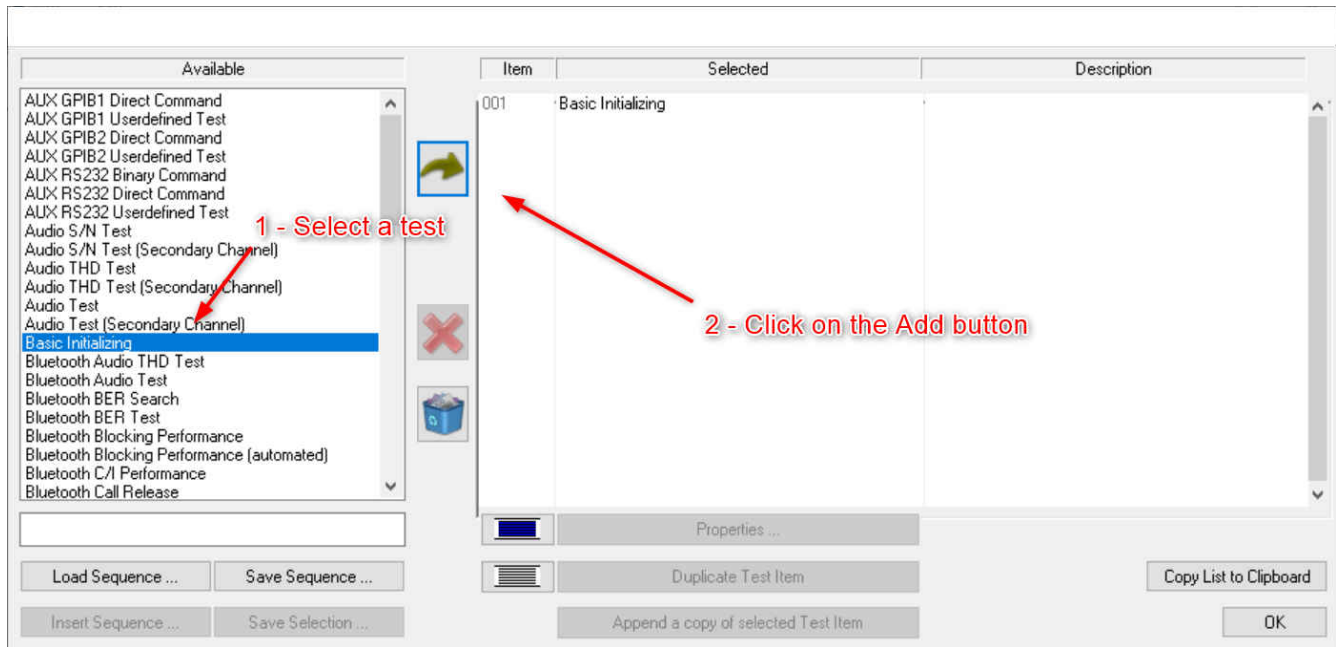 Available
Item
Selected
Description
AUX GPIB1 Direct Command
AUX GPIB1 Userdefined Test
AUX GPIB2 Direct Command
AUX GPIB2 Userdefined Test
AUX RS232 Binary Command
AUX RS232 Direct Command
AUX RS232 Userdefined Test
Audio S/N Test
Audio S/N Test (Secondary Channel)
Audio THD Test
Audio THD Test (Secondary Channel)
Audio Test
Audio Test (Secondary Channel)
Basic Initializing
Bluetooth Audio THD Test
Bluetooth Audio Test
Bluetooth BER Search
Bluetooth BER Test
Bluetooth Blocking Performance
Bluetooth Blocking Performance (automated)
Bluetooth C/I Performance
Bluetooth Call Release
001 Basic Initializing
1 - Select a test
2 - Click on the Add button
Properties ...
Load Sequence ...
Save Sequence ...
Duplicate Test Item
Copy List to Clipboard
Insert Sequence ...
Save Selection ...
Append a copy of selected Test Item
OK